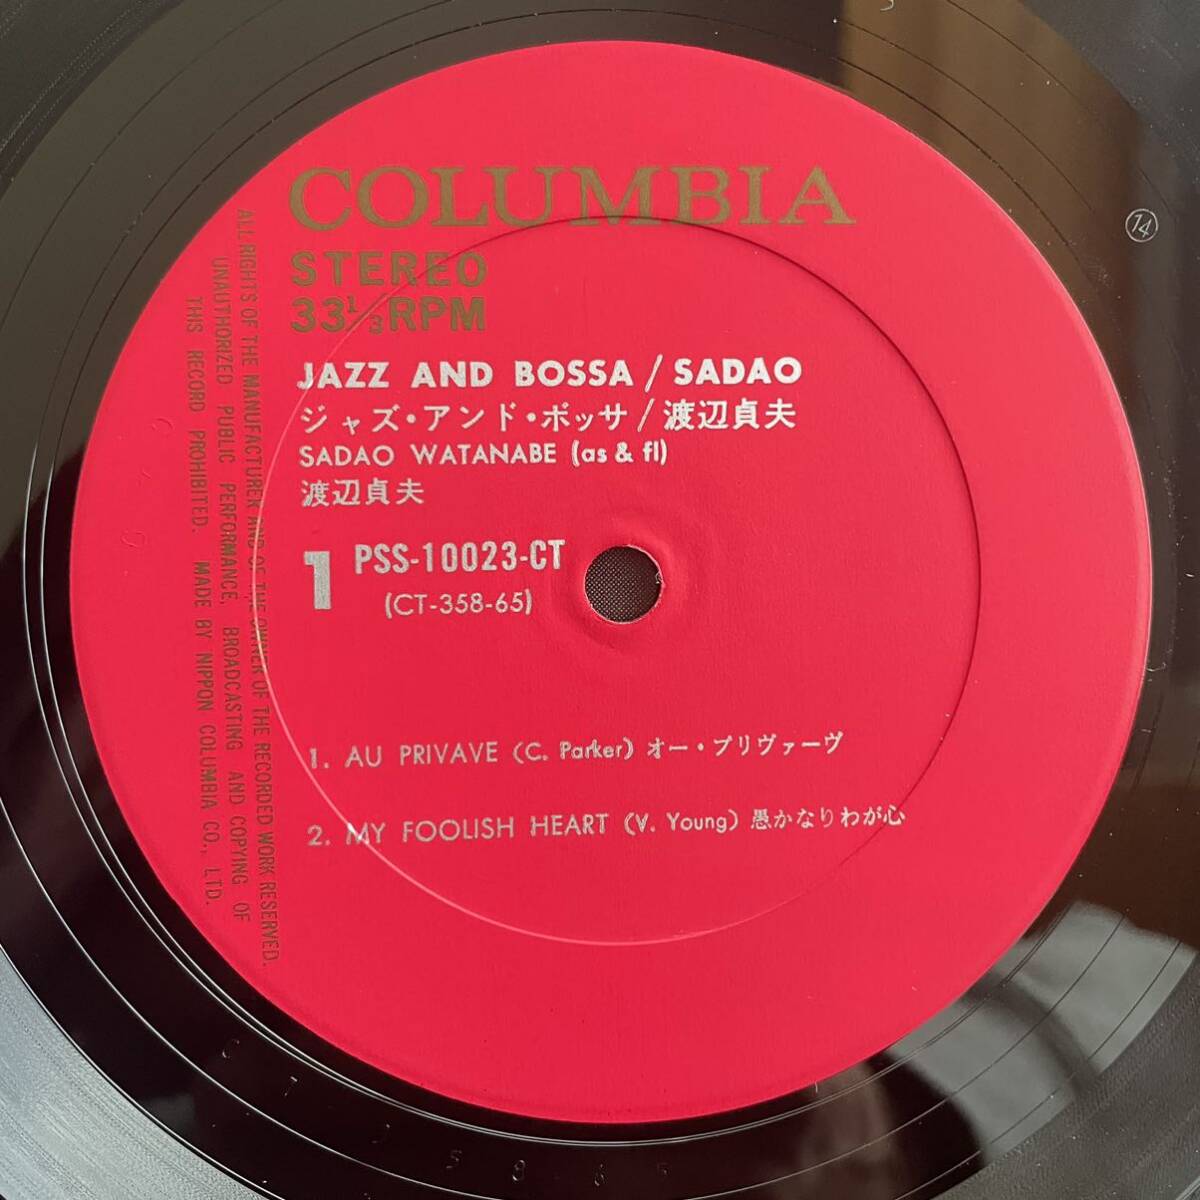 COLUMBIA
STEREO
33 1/3 RPM
JAZZ AND BOSSA / SADAO
ジャズ・アンド・ボッサ / 渡辺貞夫
SADAO WATANABE (as & fl)
渡辺貞夫
1 PSS-10023-CT
(CT-358-65)
1. AU PRIVAVE (C. Parker) オー・プリヴァーヴ
2. MY FOOLISH HEART (V. Young) 愚かなりわが心
ALL RIGHTS OF THE MANUFACTURER AND OF THE OWNER OF THE RECORDED WORK RESERVED.
UNAUTHORIZED PUBLIC PERFORMANCE, BROADCASTING AND COPYING OF
THIS RECORD PROHIBITED. MADE BY NIPPON COLUMBIA CO., LTD.
14